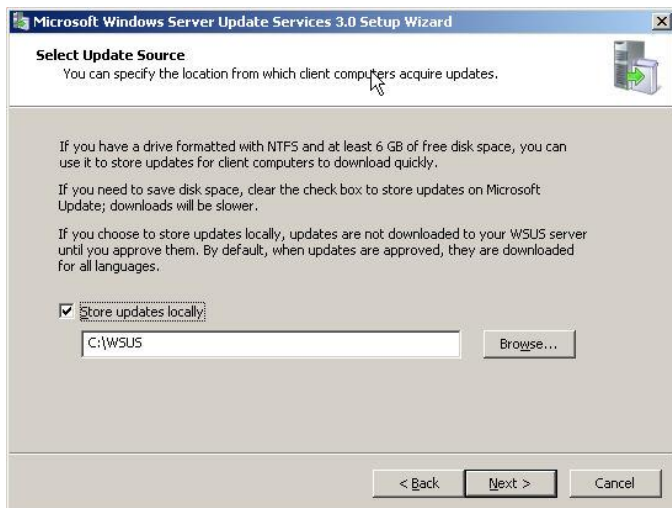 Microsoft Windows Server Update Services 3.0 Setup Wizard
Select Update Source
You can specify the location from which client computers acquire updates.
If you have a drive formatted with NTFS and at least 6 GB of free disk space, you can
use it to store updates for client computers to download quickly.
If you need to save disk space, clear the check box to store updates on Microsoft
Update; downloads will be slower.
If you choose to store updates locally, updates are not downloaded to your WSUS server
until you approve them. By default, when updates are approved, they are downloaded
for all languages.
Store updates locally
C:\WSUS
Browse...
< Back
Next >
Cancel